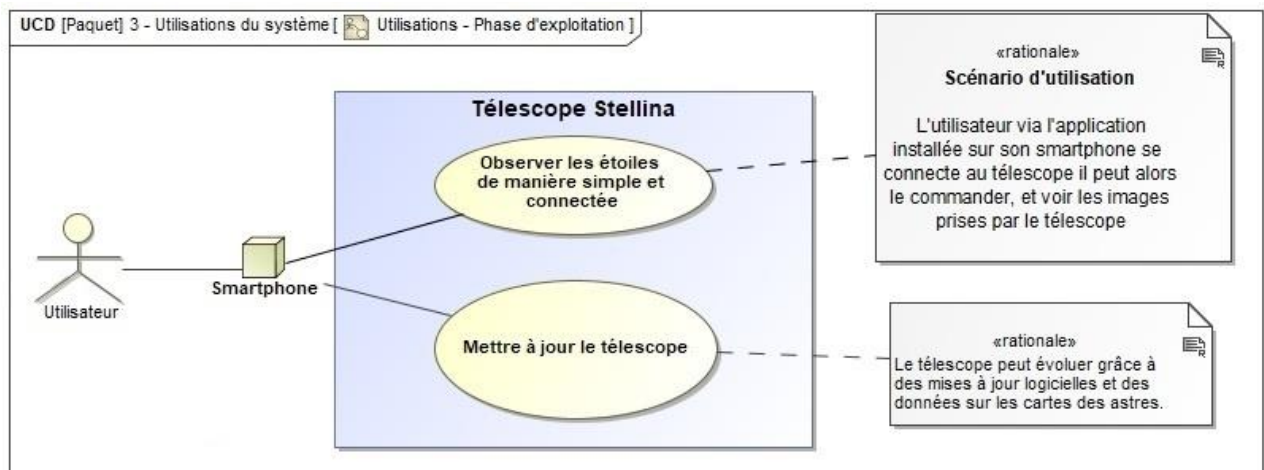 UCD [Paquet] 3 - Utilisations du système [ Utilisations - Phase d'exploitation ]
«rationale»
Scénario d'utilisation
L'utilisateur via l'application
installée sur son smartphone se
connecte au télescope il peut alors
le commander, et voir les images
prises par le télescope
Télescope Stellina
Observer les étoiles
de manière simple et
connectée
Smartphone
Utilisateur
Mettre à jour le télescope
«rationale»
Le télescope peut évoluer grâce à
des mises à jour logicielles et des
données sur les cartes des astres.